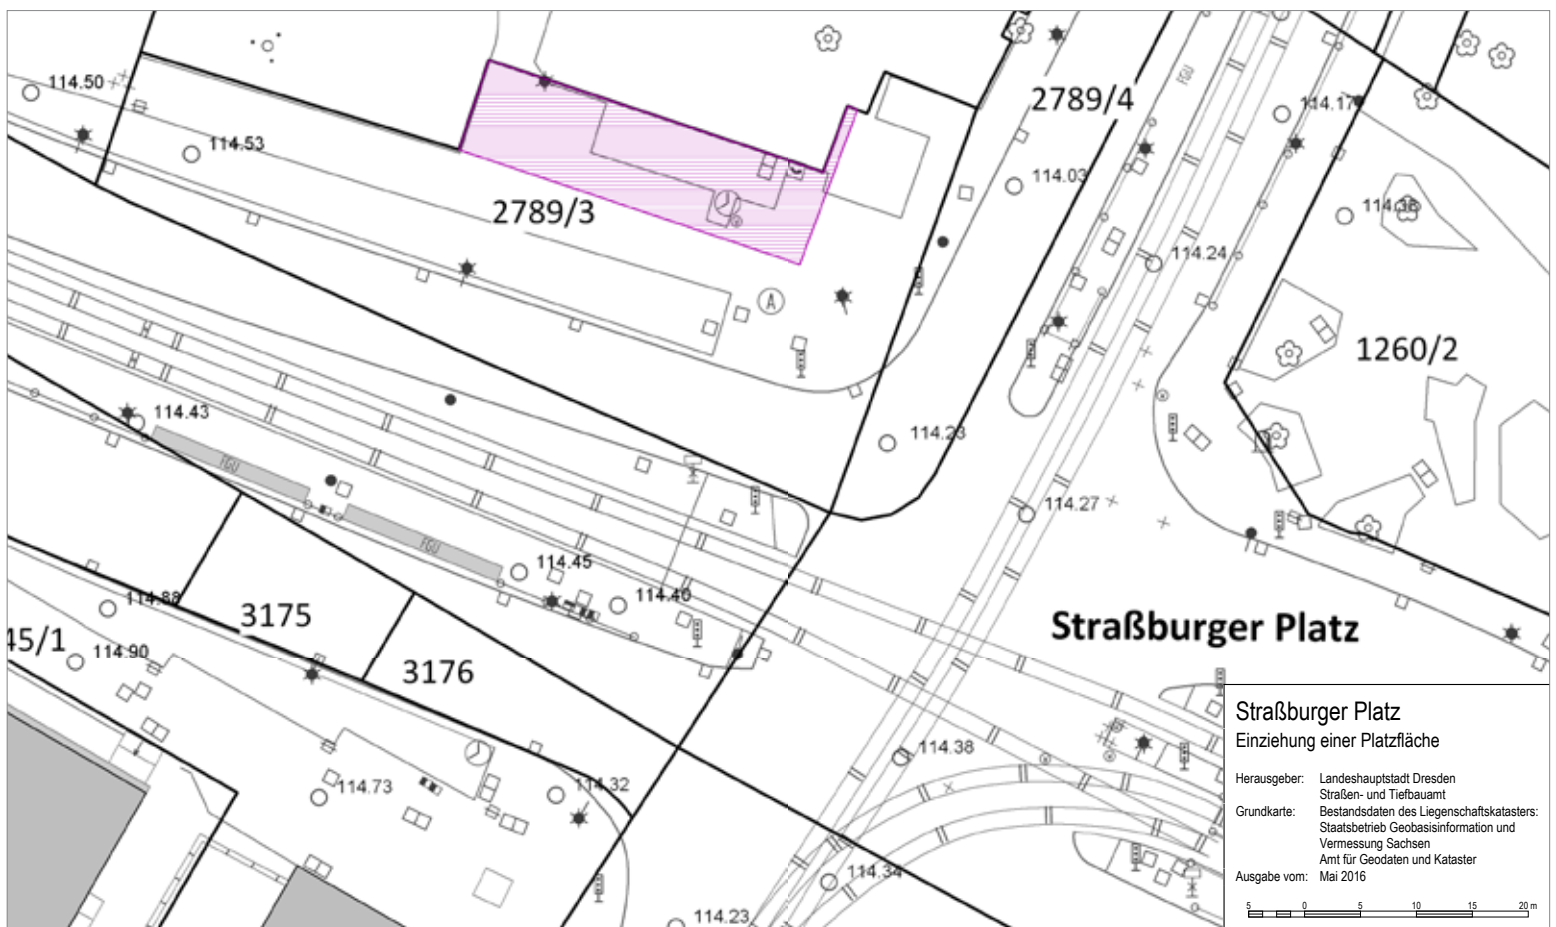 114.50
114.53
2789/3
2789/4
FGU
114.17
114.03
114.36
114.24
A
1260/2
114.43
114.23
FGU
FGU
114.27
114.45
114.40
114.88
3175
45/1
114.90
3176
Straßburger Platz
114.38
114.73
114.32
114.34
114.23
Straßburger Platz
Einziehung einer Platzfläche
Herausgeber: Landeshauptstadt Dresden
Straßen- und Tiefbauamt
Grundkarte: Bestandsdaten des Liegenschaftskatasters:
Staatsbetrieb Geobasisinformation und
Vermessung Sachsen
Amt für Geodaten und Kataster
Ausgabe vom: Mai 2016
5 0 5 10 15 20 m